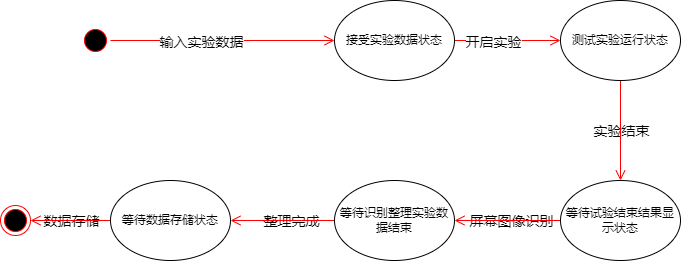 输入实验数据
接受实验数据状态
开启实验
测试实验运行状态
实验结束
数据存储
等待数据存储状态
整理完成
等待识别整理实验数
据结束
屏幕图像识别
等待试验结束结果显
示状态